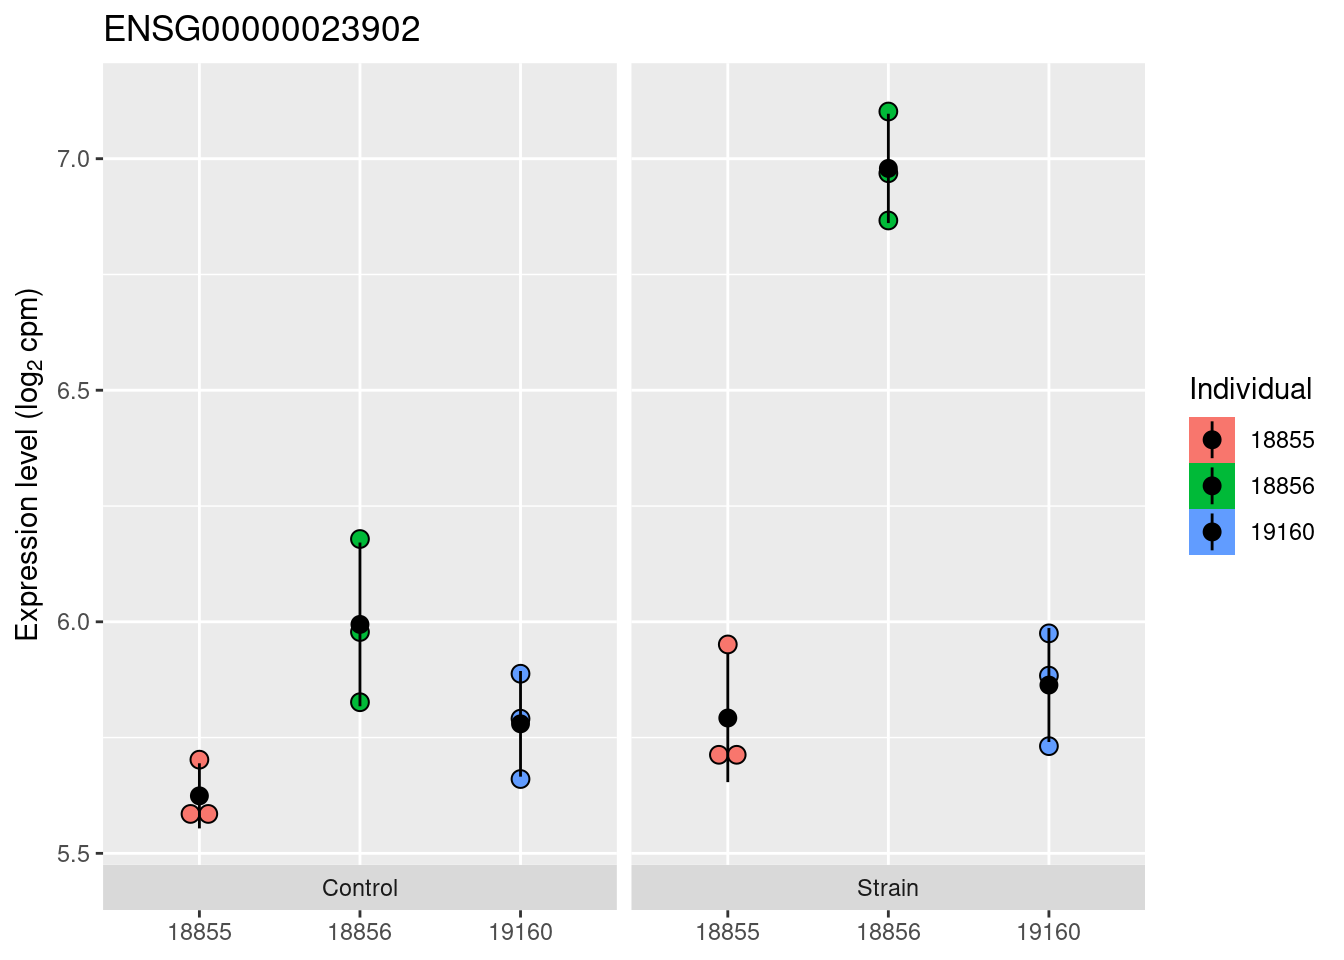 ENSG00000023902
Expression level (log2 cpm)
7.0
6.5
6.0
5.5
Control
Strain
18855
18856
19160
18855
18856
19160
Individual
18855
18856
19160